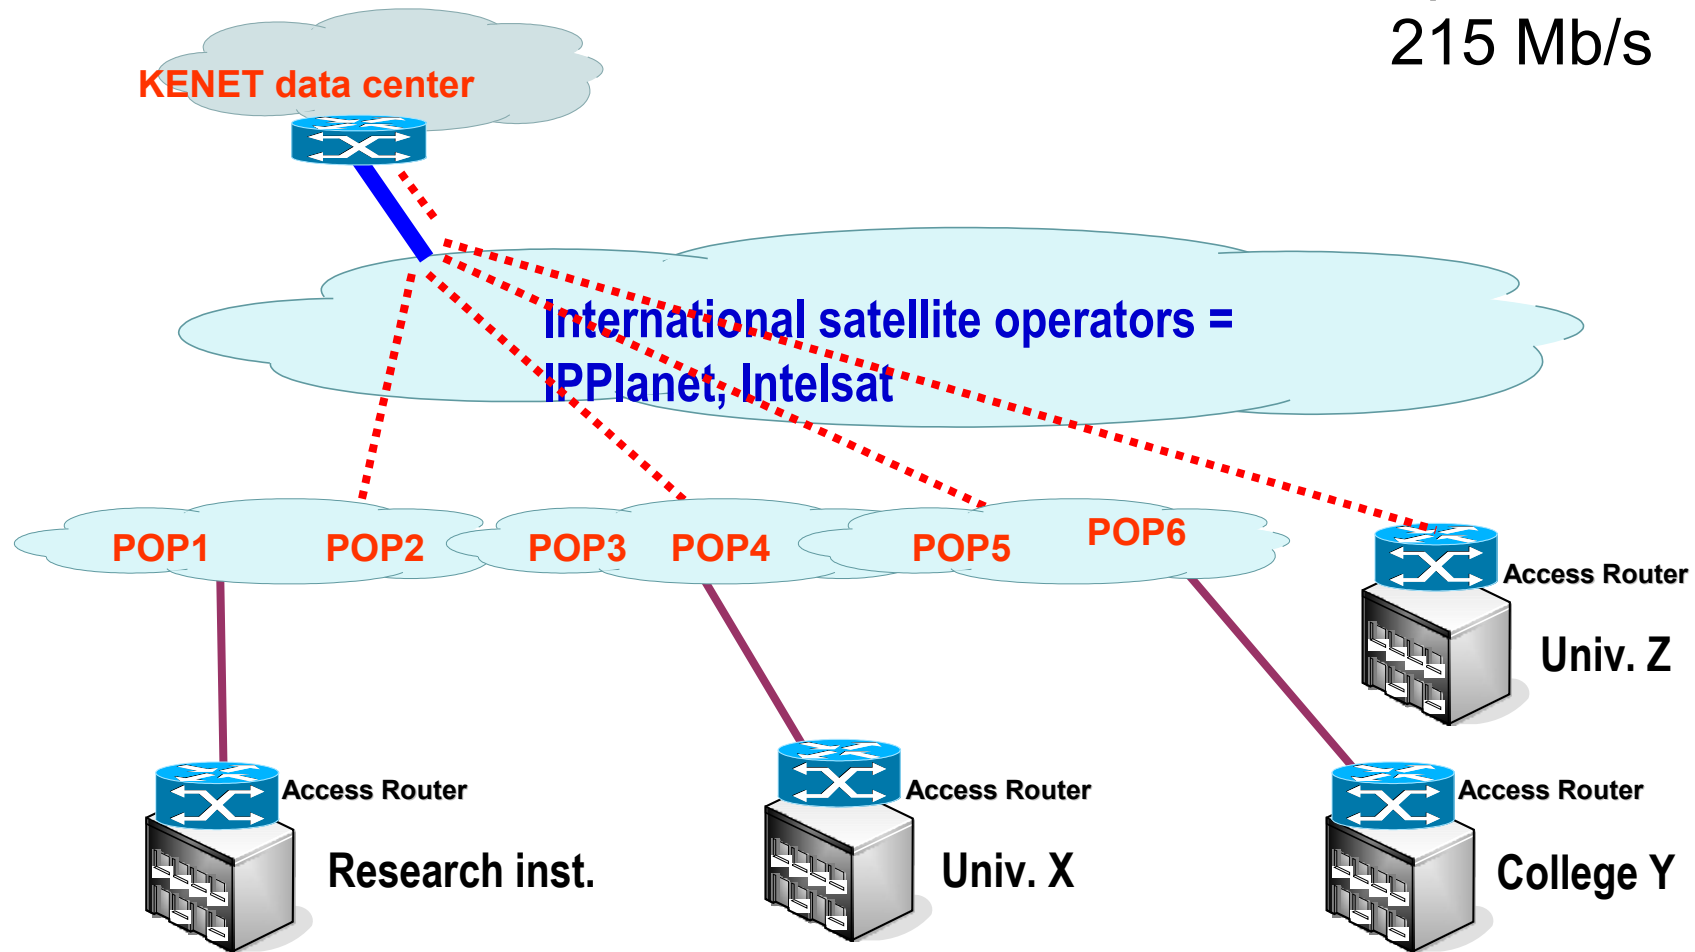 215 Mb/s
KENET data center
International satellite operators =
IPPlanet, Intelsat
POP1
POP2
POP3
POP4
POP5
POP6
Access Router
Univ. Z
Access Router
Research inst.
Access Router
Univ. X
Access Router
College Y